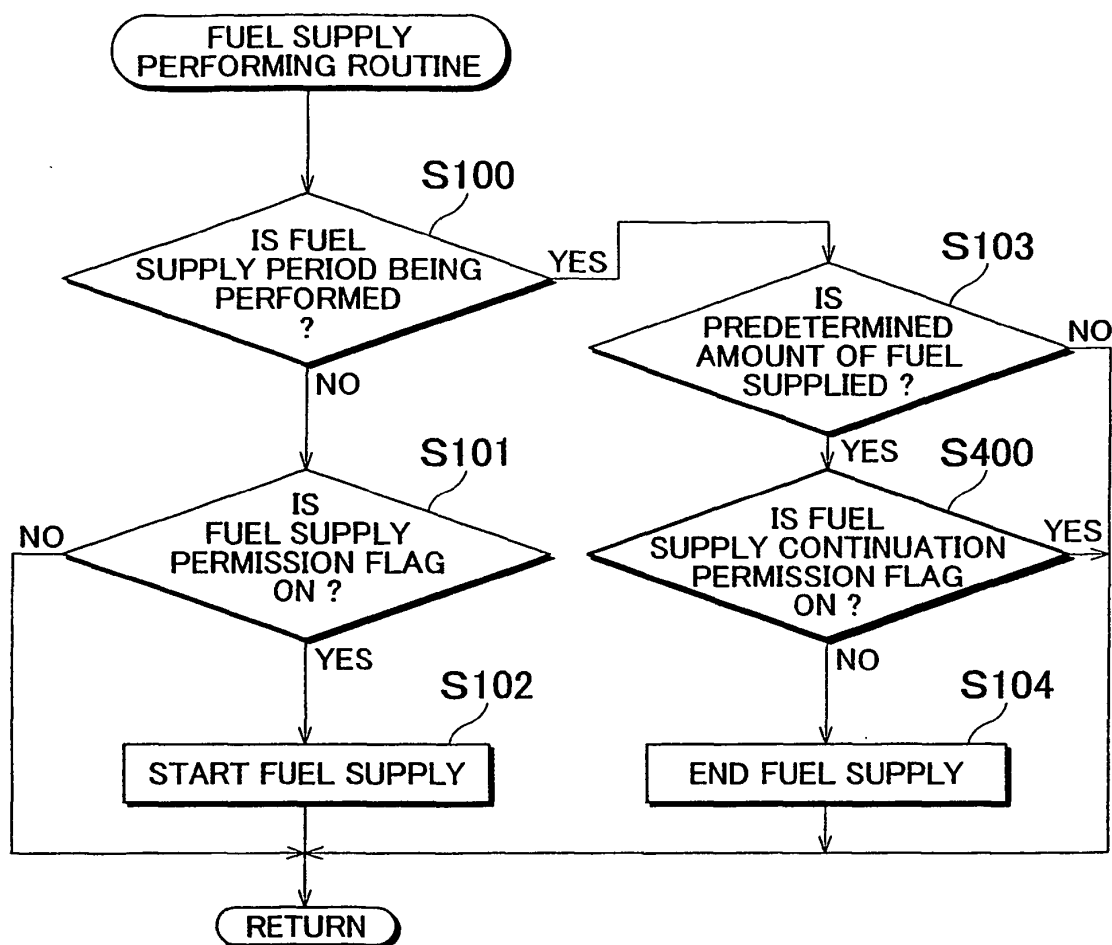 FUEL SUPPLY
PERFORMING ROUTINE
S100
IS FUEL
SUPPLY PERIOD BEING
PERFORMED
?
YES
NO
S103
IS
PREDETERMINED
AMOUNT OF FUEL
SUPPLIED ?
NO
YES
S101
IS
FUEL SUPPLY
PERMISSION FLAG
ON ?
NO
YES
S400
IS FUEL
SUPPLY CONTINUATION
PERMISSION FLAG
ON ?
YES
NO
S102
START FUEL SUPPLY
S104
END FUEL SUPPLY
RETURN